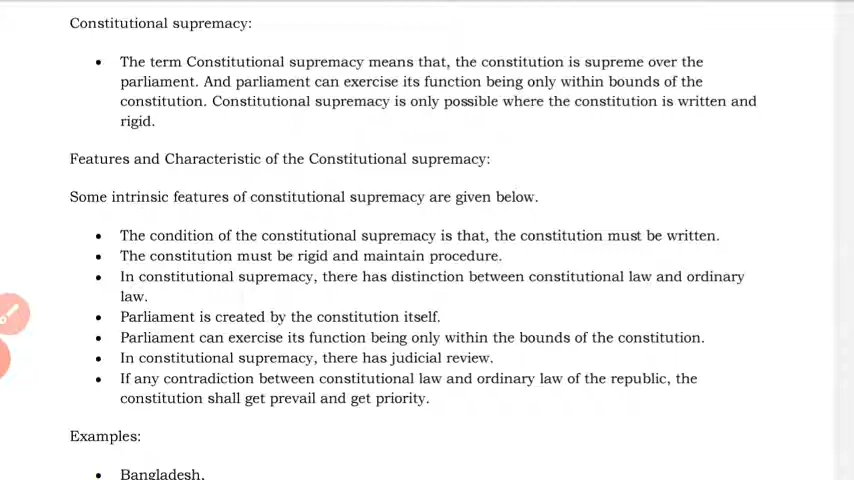 Constitutional supremacy:
• The term Constitutional supremacy means that, the constitution is supreme over the
parliament. And parliament can exercise its function being only within bounds of the
constitution. Constitutional supremacy is only possible where the constitution is written and
rigid.
Features and Characteristic of the Constitutional supremacy:
Some intrinsic features of constitutional supremacy are given below.
• The condition of the constitutional supremacy is that, the constitution must be written.
• The constitution must be rigid and maintain procedure.
• In constitutional supremacy, there has distinction between constitutional law and ordinary
law.
• Parliament is created by the constitution itself.
• Parliament can exercise its function being only within the bounds of the constitution.
• In constitutional supremacy, there has judicial review.
• If any contradiction between constitutional law and ordinary law of the republic, the
constitution shall get prevail and get priority.
Examples:
• Bangladesh,